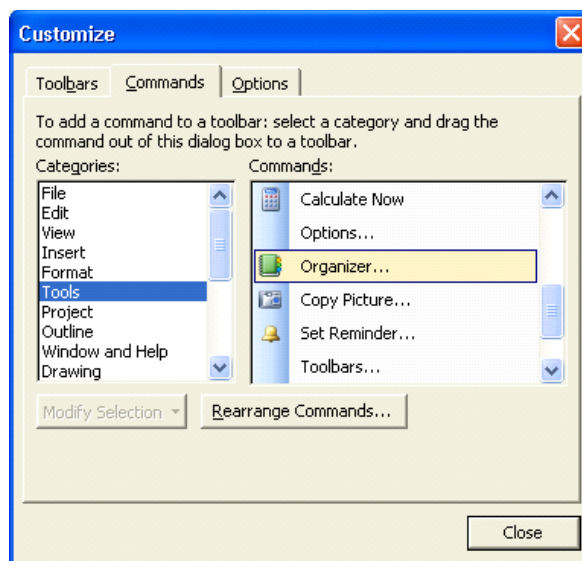 Customize
Toolbars Commands Options
To add a command to a toolbar: select a category and drag the
command out of this dialog box to a toolbar.
Categories: Commands:
File
Edit
View
Insert
Format
Tools
Project
Outline
Window and Help
Drawing
Calculate Now
Options...
Organizer...
Copy Picture...
Set Reminder...
Toolbars...
Modify Selection Rearrange Commands...
Close